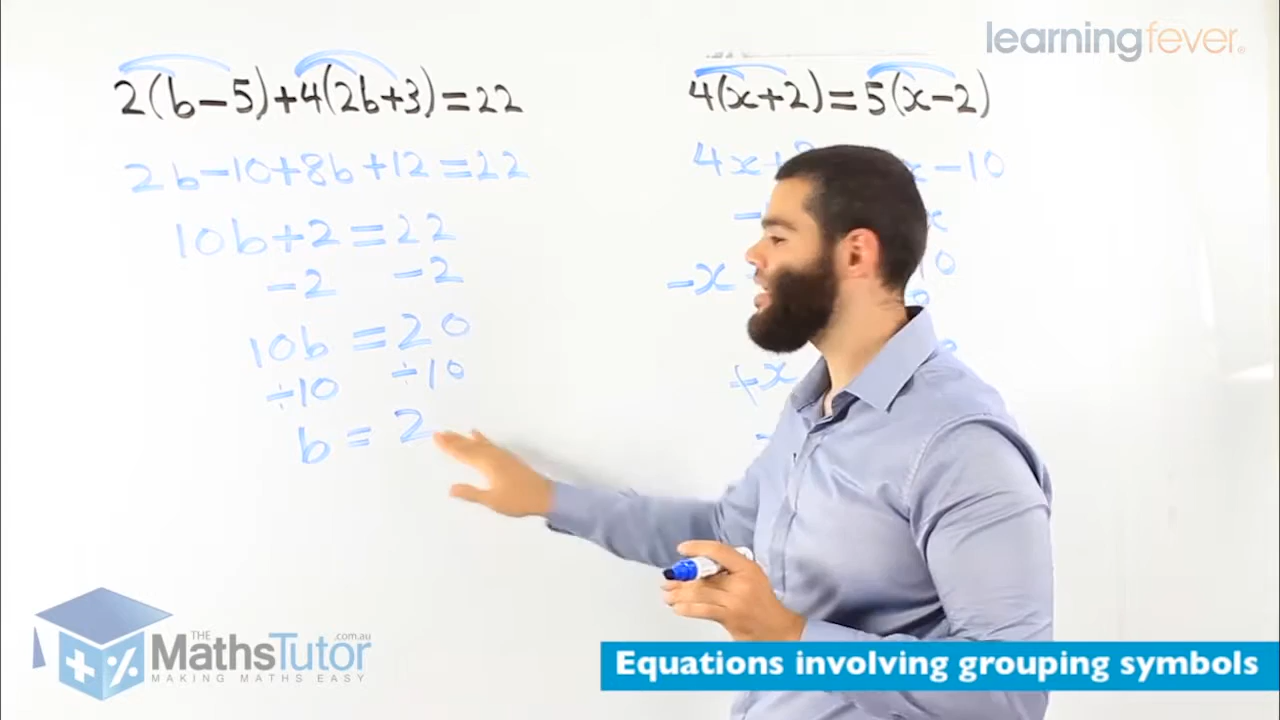 learningfever
2(b-5)+4(2b+3)=22
2b-10+8b+12=22
10b+2=22
-2 -2
10b=20
÷10 ÷10
b=2
4(x+2)=5(x-2)
4x+ x-10
- x
-x 10
+x
-
THE
MathsTutor.com.au
MAKING MATHS EASY
Equations involving grouping symbols